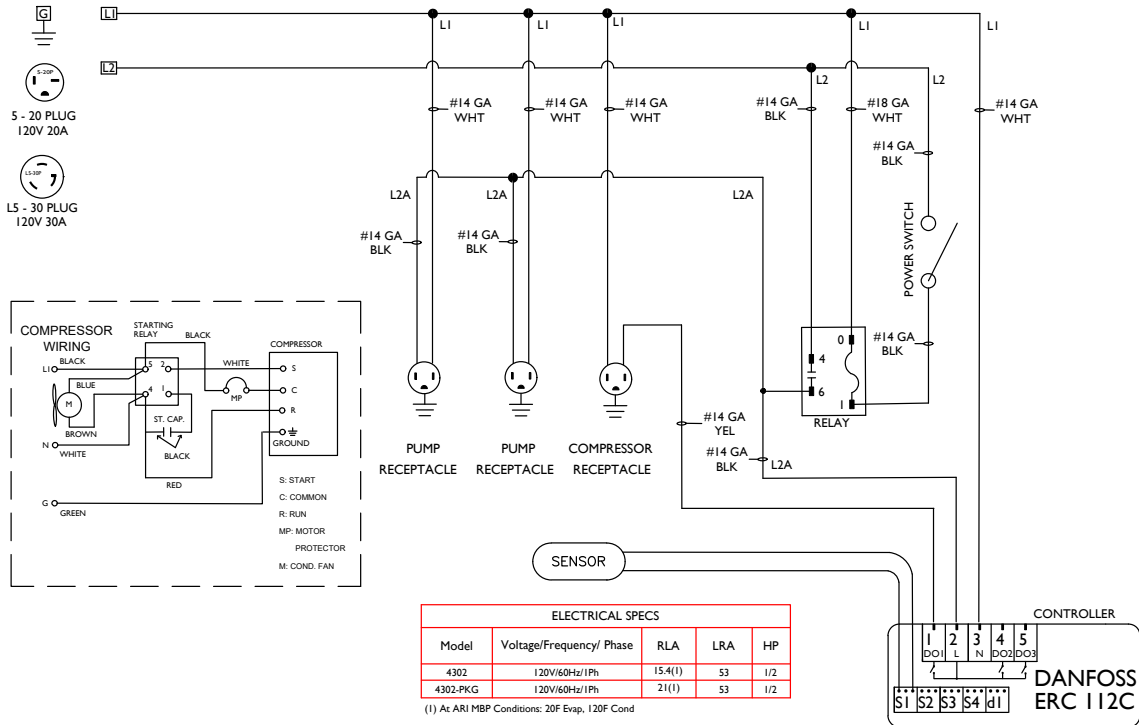 G
L1
L2
5-20P
5 - 20 PLUG
120V 20A
L5-30P
L5 - 30 PLUG
120V 30A
L1
L1
L1
L1
L1
L2
L2
#14 GA
WHT
#14 GA
WHT
#14 GA
WHT
#14 GA
BLK
#18 GA
WHT
#14 GA
WHT
#14 GA
BLK
L2A
L2A
L2A
#14 GA
BLK
#14 GA
BLK
POWER SWITCH
#14 GA
BLK
0
4
6
1
RELAY
PUMP
RECEPTACLE
PUMP
RECEPTACLE
COMPRESSOR
RECEPTACLE
#14 GA
YEL
#14 GA
BLK
L2A
COMPRESSOR
WIRING
STARTING
RELAY
BLACK
COMPRESSOR
BLACK
L1
5
2
WHITE
S
BLUE
MP
C
M
4
1
R
ST. CAP.
BROWN
GROUND
N
WHITE
BLACK
RED
G
GREEN
S: START
C: COMMON
R: RUN
MP: MOTOR
PROTECTOR
M: COND. FAN
SENSOR
ELECTRICAL SPECS
Model Voltage/Frequency/ Phase RLA LRA HP
4302 120V/60Hz/1Ph 15.4(1) 53 1/2
4302-PKG 120V/60Hz/1Ph 21(1) 53 1/2
(1) At ARI MBP Conditions: 20F Evap, 120F Cond
CONTROLLER
1 2 3 4 5
DO1 L N DO2 DO3
S1 S2 S3 S4 d1
DANFOSS
ERC 112C